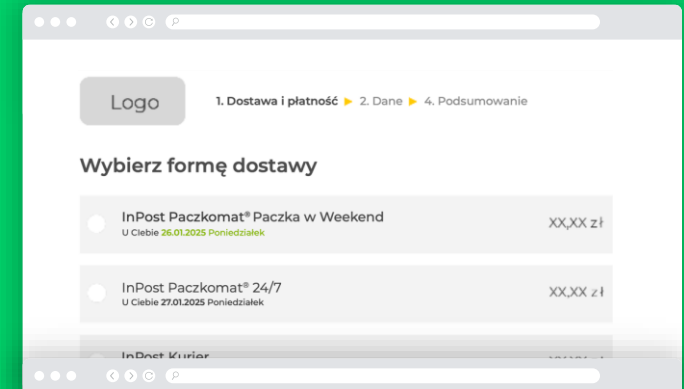 Logo
1. Dostawa i płatność ▶ 2. Dane ▶ 4. Podsumowanie
Wybierz formę dostawy
InPost Paczkomat® Paczka w Weekend
XX,XX zł
U Ciebie 26.01.2025 Poniedziałek
InPost Paczkomat® 24/7
XX,XX zł
U Ciebie 27.01.2025 Poniedziałek
InPost Kurier